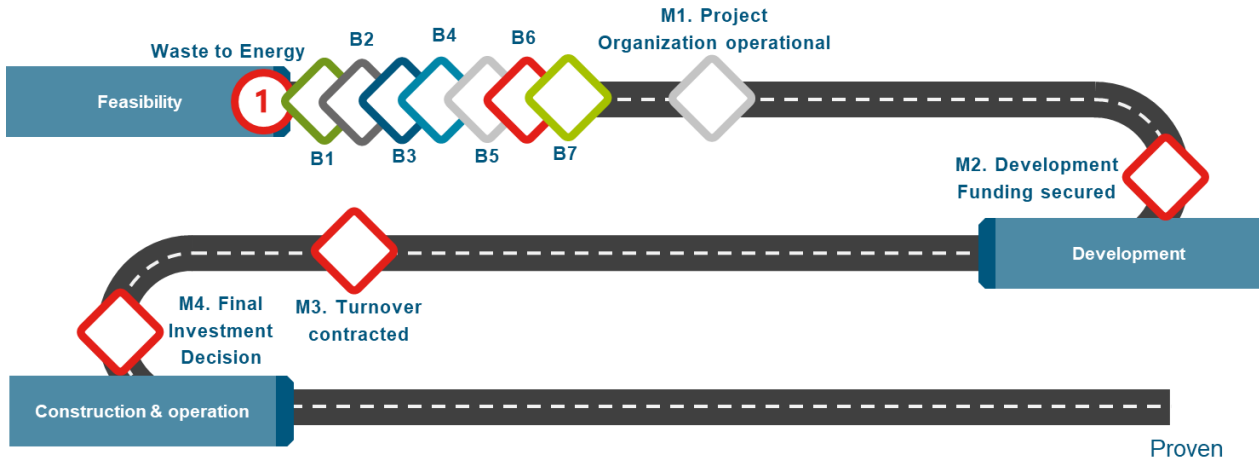 M1. Project
Organization operational
Waste to Energy
B2
B4
B6
Feasibility
1
B1
B3
B5
B7
M2. Development
Funding secured
Development
M3. Turnover
contracted
M4. Final
Investment
Decision
Construction & operation
Proven